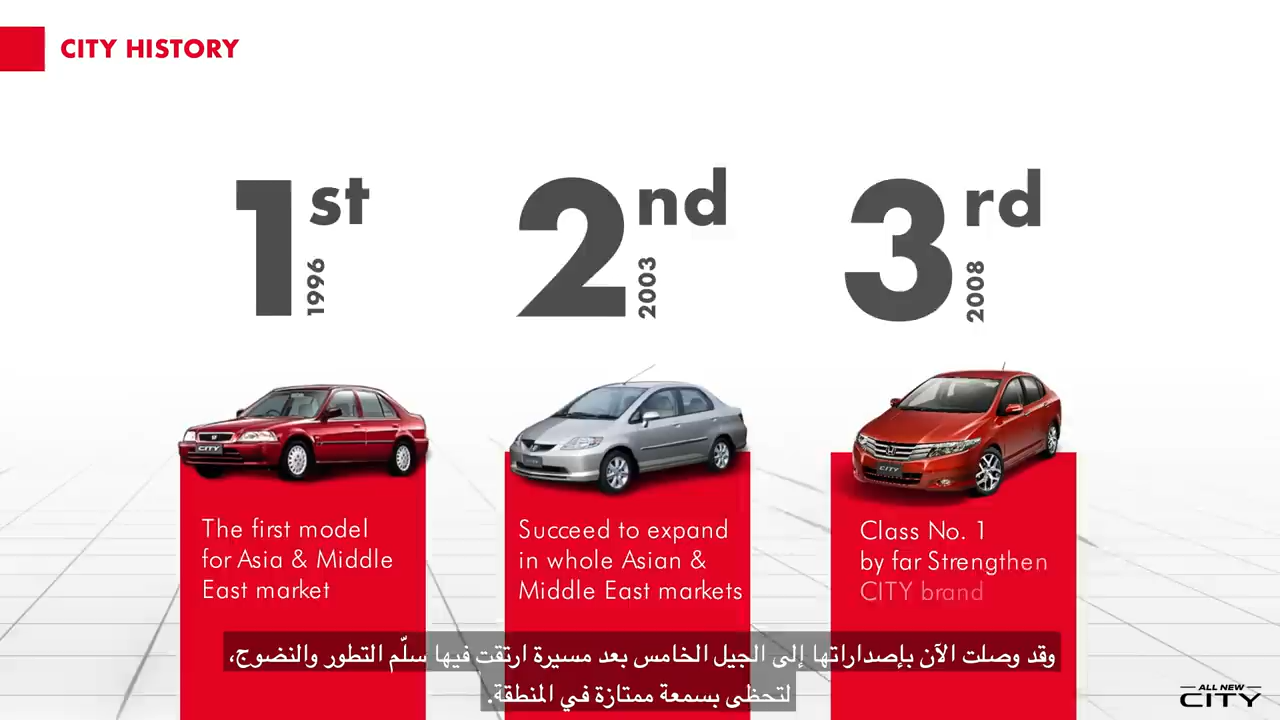 CITY HISTORY
1st
1996
2nd
2003
3rd
2008
CITY
CITY
The first model
for Asia & Middle
East market
Succeed to expand
in whole Asian &
Middle East markets
Class No. 1
by far Strengthen
CITY brand
وقد وصلت الآن بإصداراتها إلى الجيل الخامس بعد مسيرة ارتقت فيها سلّم التطور والنضوج،
لتحظى بسمعة ممتازة في المنطقة.
ALL NEW
CITY